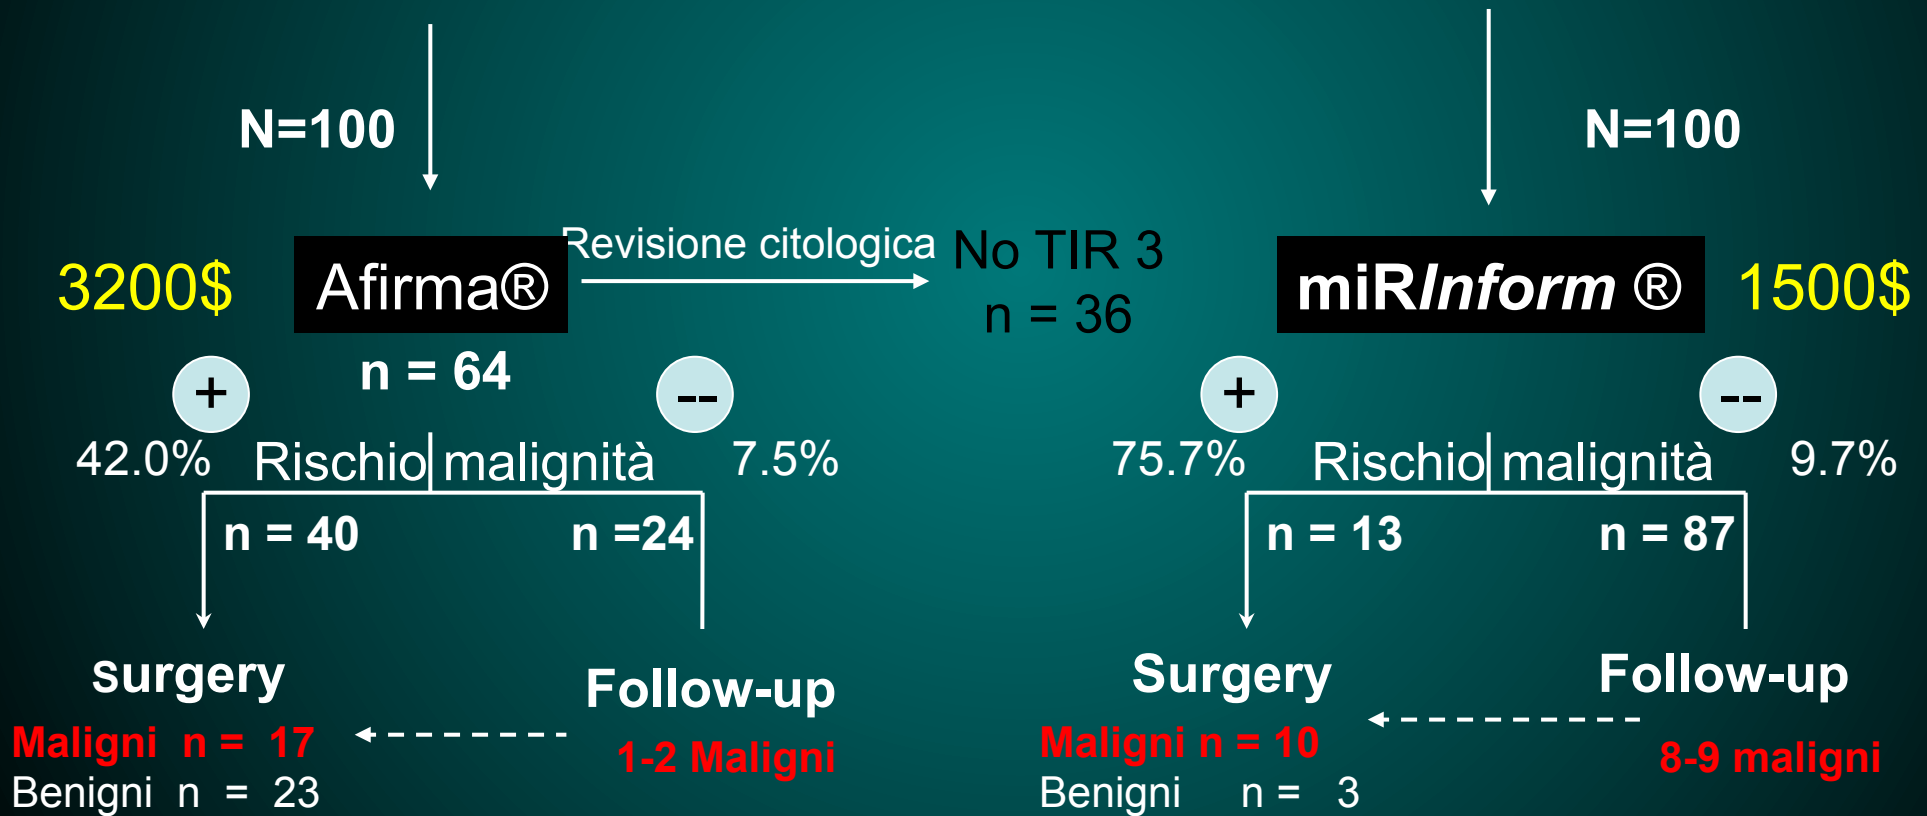 N=100
N=100
3200$
Afirma®
Revisione citologica
No TIR 3
n = 36
miRInform ®
1500$
n = 64
+
--
+
--
42.0%
Rischio malignità
7.5%
75.7%
Rischio malignità
9.7%
n = 40
n =24
n = 13
n = 87
surgery
Follow-up
Surgery
Follow-up
Maligni n = 17
1-2 Maligni
Maligni n = 10
8-9 maligni
Benigni n = 23
Benigni n = 3